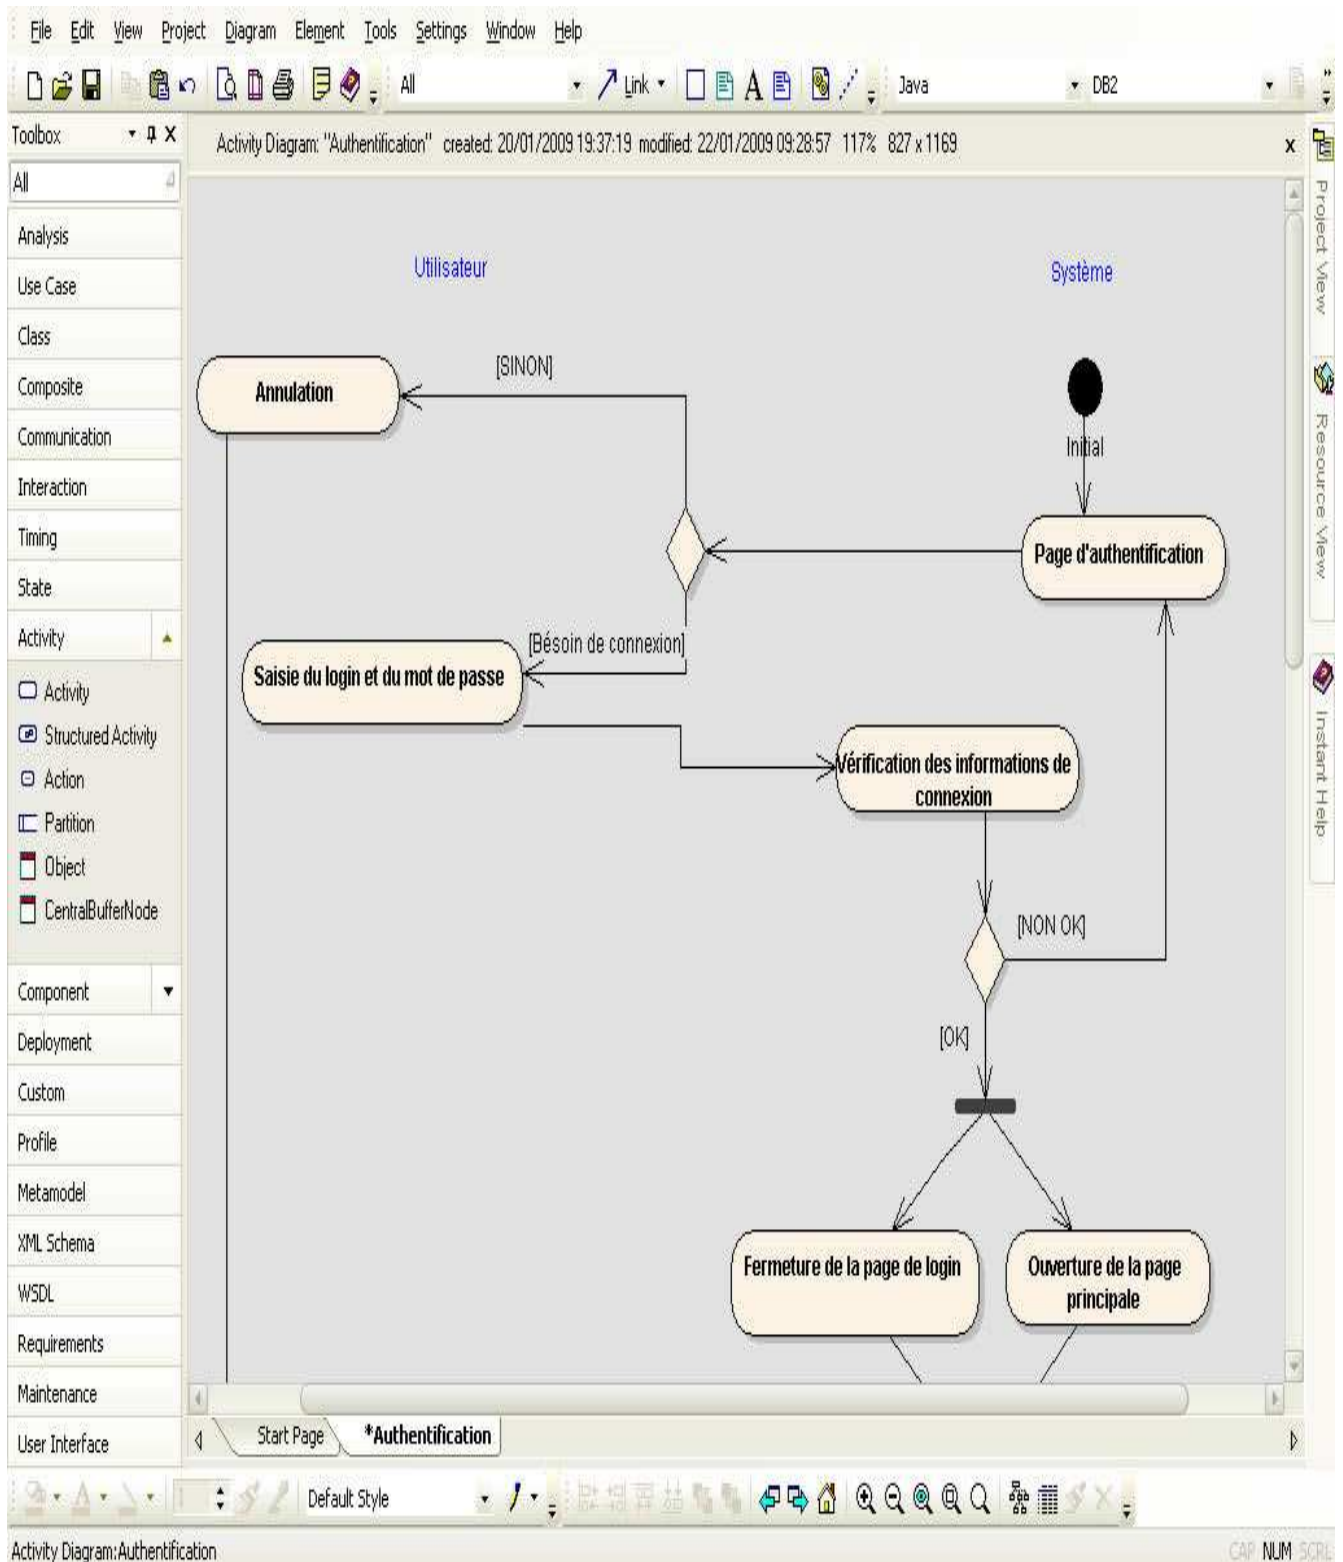 File Edit View Project Diagram Element Tools Settings Window Help
All Link A Java DB2
Toolbox
Activity Diagram: "Authentification" created: 20/01/2009 19:37:19 modified: 22/01/2009 09:28:57 117% 827 x 1169
All
Analysis
Use Case
Class
Composite
Communication
Interaction
Timing
State
Activity
Activity
Structured Activity
Action
Partition
Object
CentralBufferNode
Component
Deployment
Custom
Profile
Metamodel
XML Schema
WSDL
Requirements
Maintenance
User Interface
Utilisateur
Système
[SINON]
Annulation
Initial
Page d'authentification
[Bésoin de connexion]
Saisie du login et du mot de passe
Vérification des informations de
connexion
[NON OK]
[OK]
Fermeture de la page de login
Ouverture de la page
principale
Project View
Resource View
Instant Help
Start Page
*Authentification
Default Style
Activity Diagram:Authentification
CAP NUM SCRL